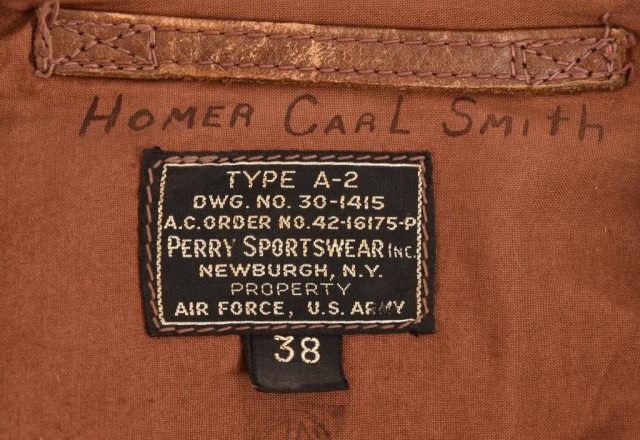 HOMER CARL SMith
TYPE A-2
DWG. NO. 30-1415
A.C. ORDER NO. 42-16175-P
PERRY SPORTSWEAR INC.
NEWBURGH, N.Y.
PROPERTY
AIR FORCE, U.S. ARMY
38